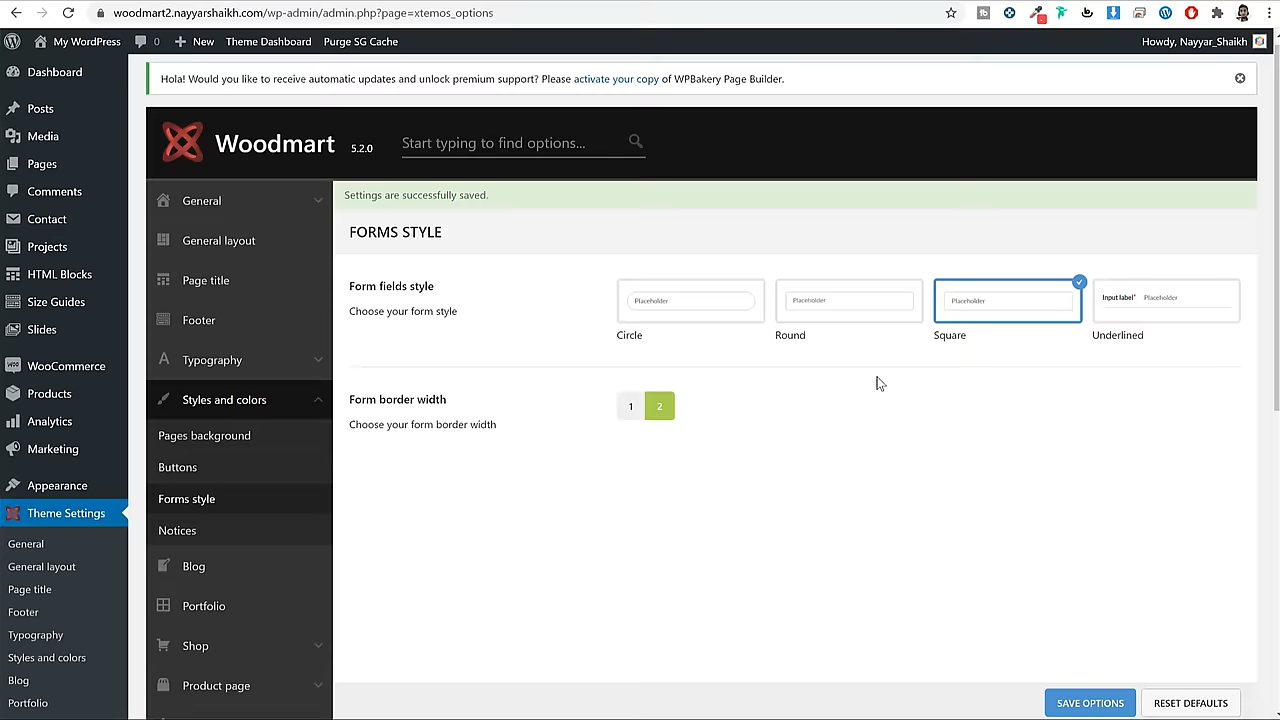 woodmart2.nayyarshaikh.com/wp-admin/admin.php?page=xtemos_options
My WordPress
0
New
Theme Dashboard
Purge SG Cache
Howdy, Nayyar_Shaikh
Dashboard
Posts
Media
Pages
Comments
Contact
Projects
HTML Blocks
Size Guides
Slides
WooCommerce
Products
Analytics
Marketing
Appearance
Theme Settings
General
General layout
Page title
Footer
Typography
Styles and colors
Blog
Portfolio
Hola! Would you like to receive automatic updates and unlock premium support? Please activate your copy of WPBakery Page Builder.
Woodmart
5.2.0
Start typing to find options...
General
General layout
Page title
Footer
Typography
Styles and colors
Pages background
Buttons
Forms style
Notices
Blog
Portfolio
Shop
Product page
Settings are successfully saved.
FORMS STYLE
Form fields style
Choose your form style
Placeholder
Circle
Placeholder
Round
Placeholder
Square
Input label* Placeholder
Underlined
Form border width
Choose your form border width
1
2
SAVE OPTIONS
RESET DEFAULTS